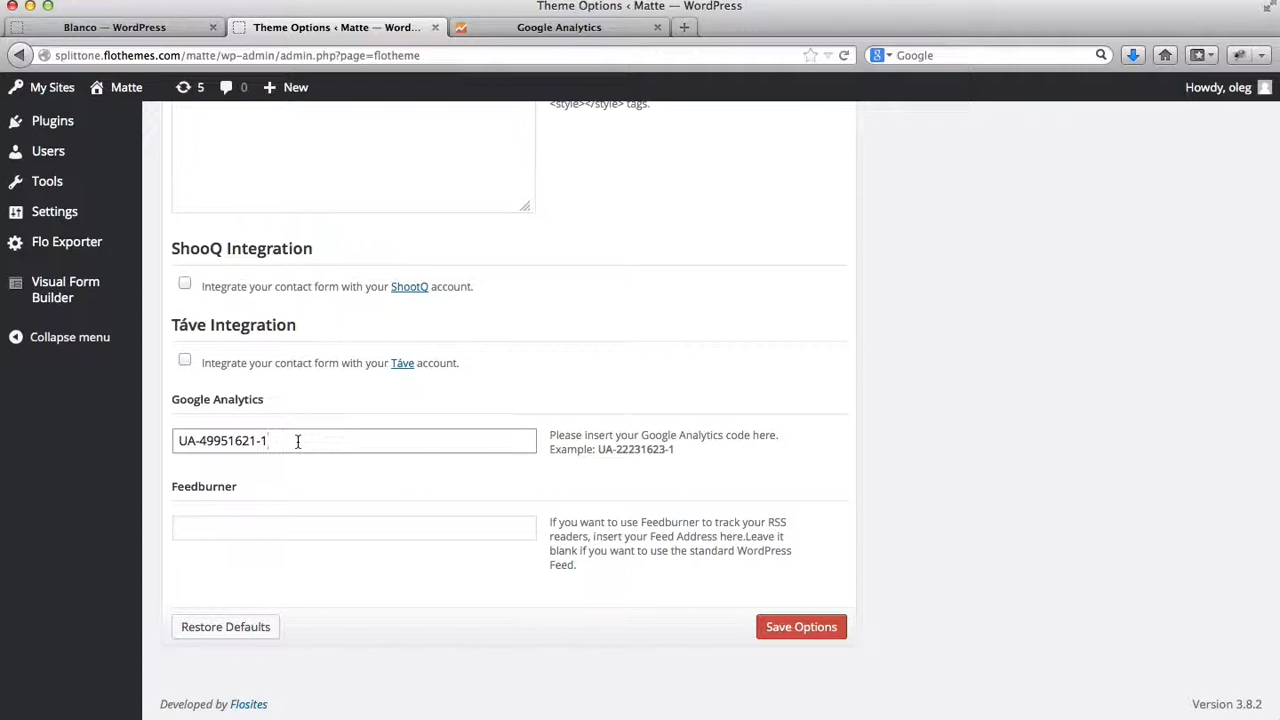 Theme Options ‹ Matte — WordPress
Blanco — WordPress
Theme Options ‹ Matte — Word...
Google Analytics
splittone.flothemes.com/matte/wp-admin/admin.php?page=flotheme
Google
My Sites
Matte
5
0
New
Howdy, oleg
Plugins
Users
Tools
Settings
Flo Exporter
Visual Form
Builder
Collapse menu
<style></style> tags.
ShooQ Integration
Integrate your contact form with your ShootQ account.
Táve Integration
Integrate your contact form with your Táve account.
Google Analytics
UA-49951621-1
Please insert your Google Analytics code here.
Example: UA-22231623-1
Feedburner
If you want to use Feedburner to track your RSS
readers, insert your Feed Address here.Leave it
blank if you want to use the standard WordPress
Feed.
Restore Defaults
Save Options
Developed by Flosites
Version 3.8.2